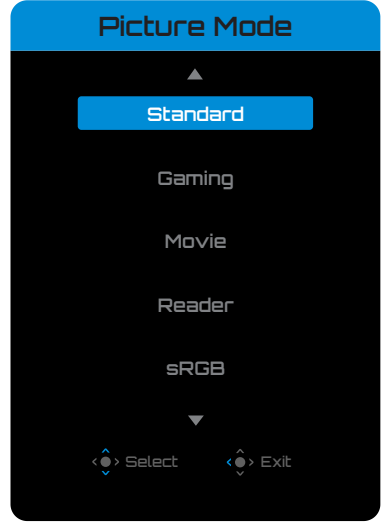 Picture Mode
Standard
Gaming
Movie
Reader
sRGB
Select Exit